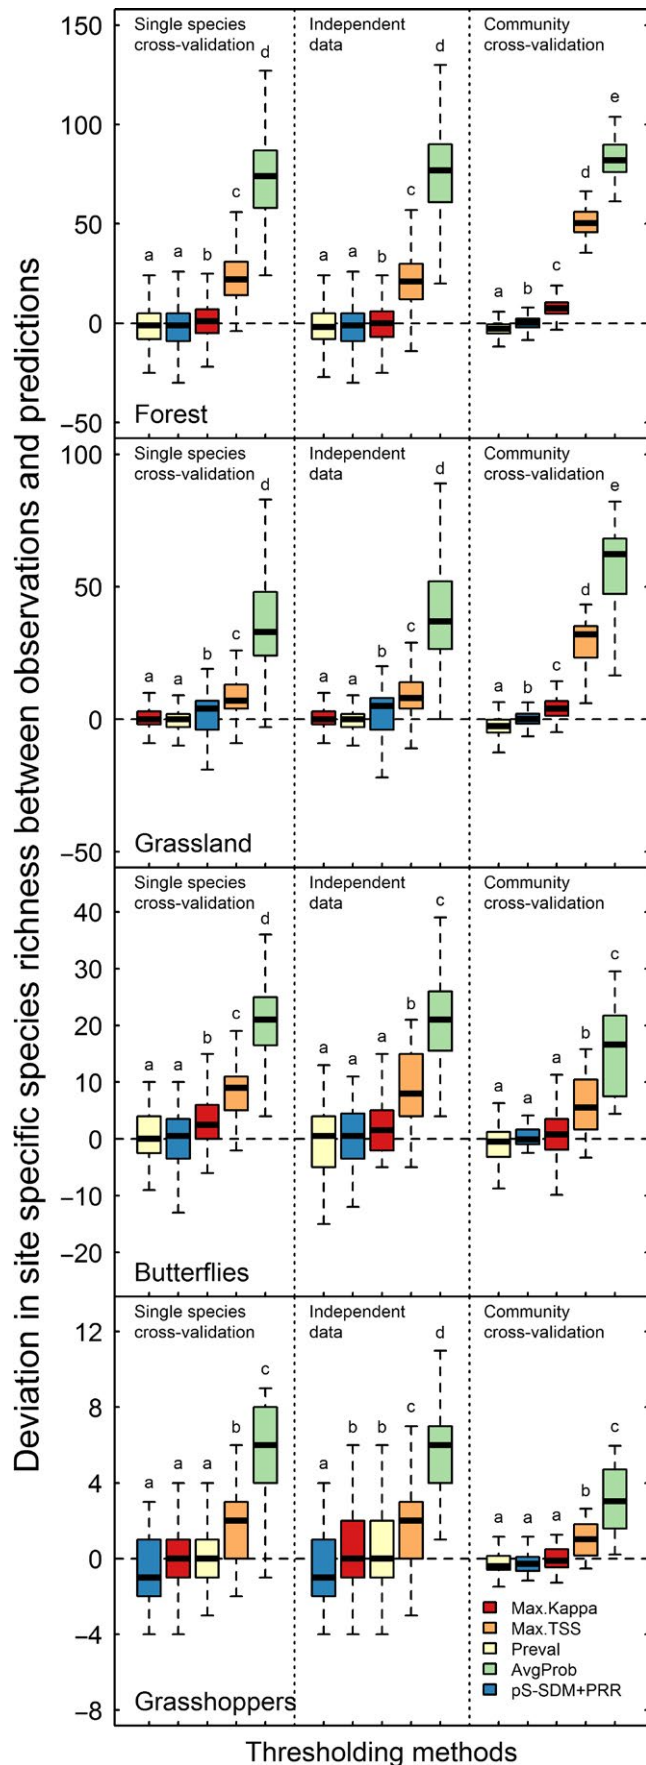 Deviation in site specific species richness between observations and predictions
Single species
cross-validation
Independent
data
Community
cross-validation
150
100
50
0
−50
a
a
b
c
d
a
a
b
c
d
a
b
c
d
e
Forest
Single species
cross-validation
Independent
data
Community
cross-validation
100
50
0
−50
a
a
b
c
d
a
a
b
c
d
a
b
c
d
e
Grassland
Single species
cross-validation
Independent
data
Community
cross-validation
40
30
20
10
0
−10
−20
a
a
b
c
d
a
a
a
b
c
a
a
a
b
c
Butterflies
Single species
cross-validation
Independent
data
Community
cross-validation
12
8
4
0
−4
−8
a
a
a
b
c
a
b
b
c
d
a
a
a
b
c
Max.Kappa
Max.TSS
Preval
AvgProb
pS-SDM+PRR
Grasshoppers
Thresholding methods